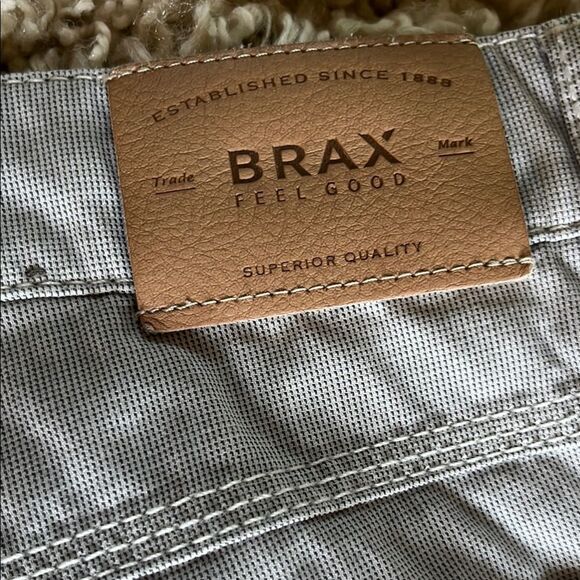 ESTABLISHED SINCE 1888
Trade BRAX Mark
FEEL GOOD
SUPERIOR QUALITY